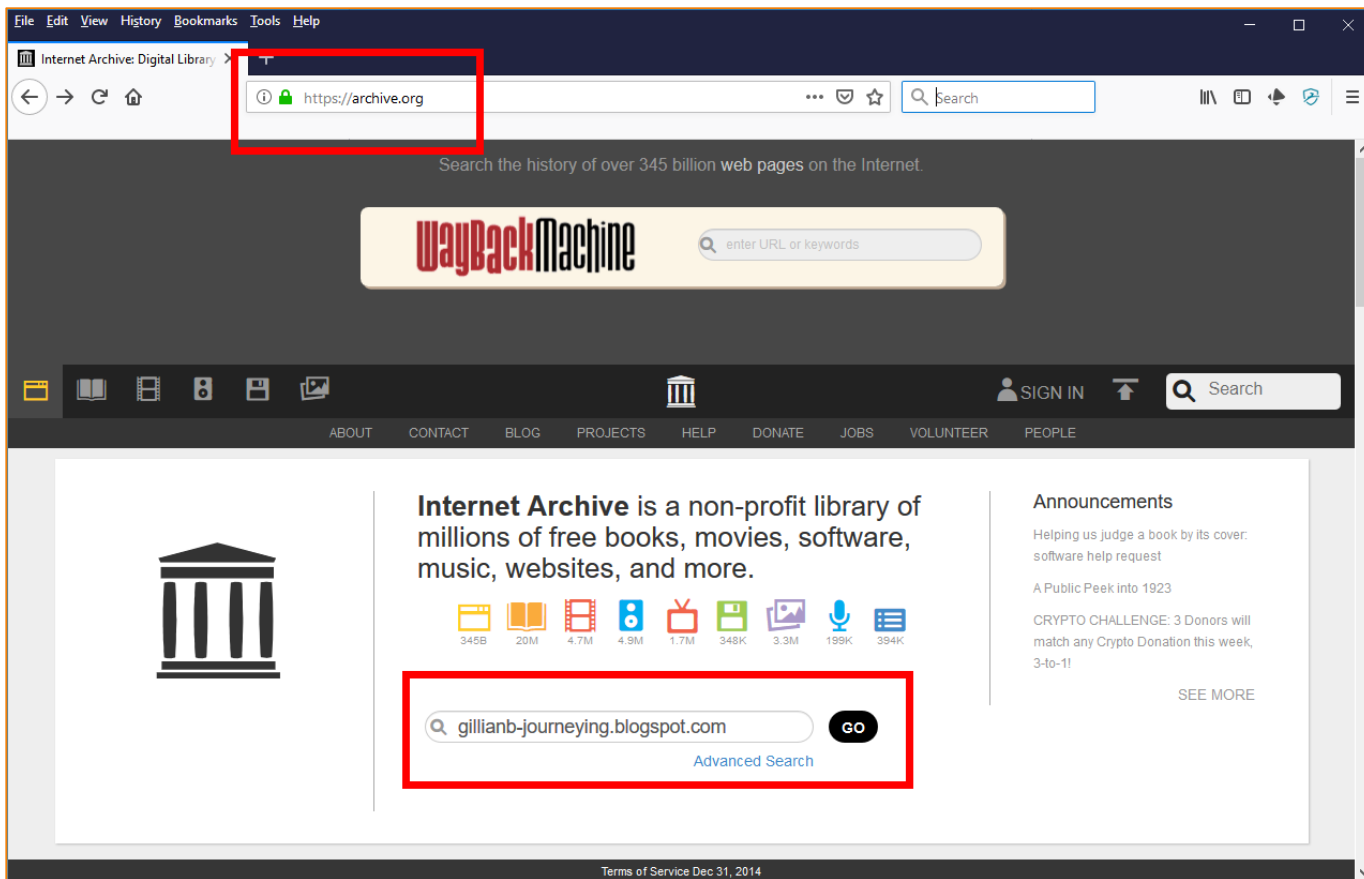 File Edit View History Bookmarks Tools Help
Internet Archive: Digital Library
https://archive.org
Search
Search the history of over 345 billion web pages on the Internet.
WayBackMachine
enter URL or keywords
SIGN IN
Search
ABOUT CONTACT BLOG PROJECTS HELP DONATE JOBS VOLUNTEER PEOPLE
Internet Archive is a non-profit library of
millions of free books, movies, software,
music, websites, and more.
345B 20M 4.7M 4.9M 1.7M 348K 3.3M 199K 394K
gillianb-journeying.blogspot.com GO
Advanced Search
Announcements
Helping us judge a book by its cover:
software help request
A Public Peek into 1923
CRYPTO CHALLENGE: 3 Donors will
match any Crypto Donation this week,
3-to-1!
SEE MORE
Terms of Service Dec 31, 2014